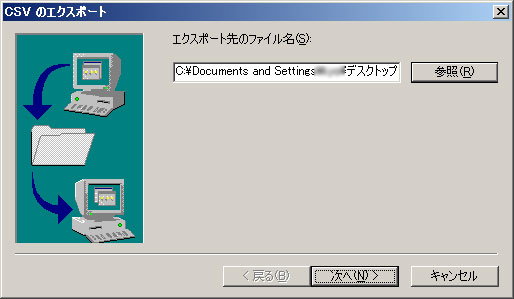 CSV のエクスポート
エクスポート先のファイル名(S):
C:¥Documents and Settings ¥デスクトップ
参照(R)
< 戻る(B)
次へ(N) >
キャンセル